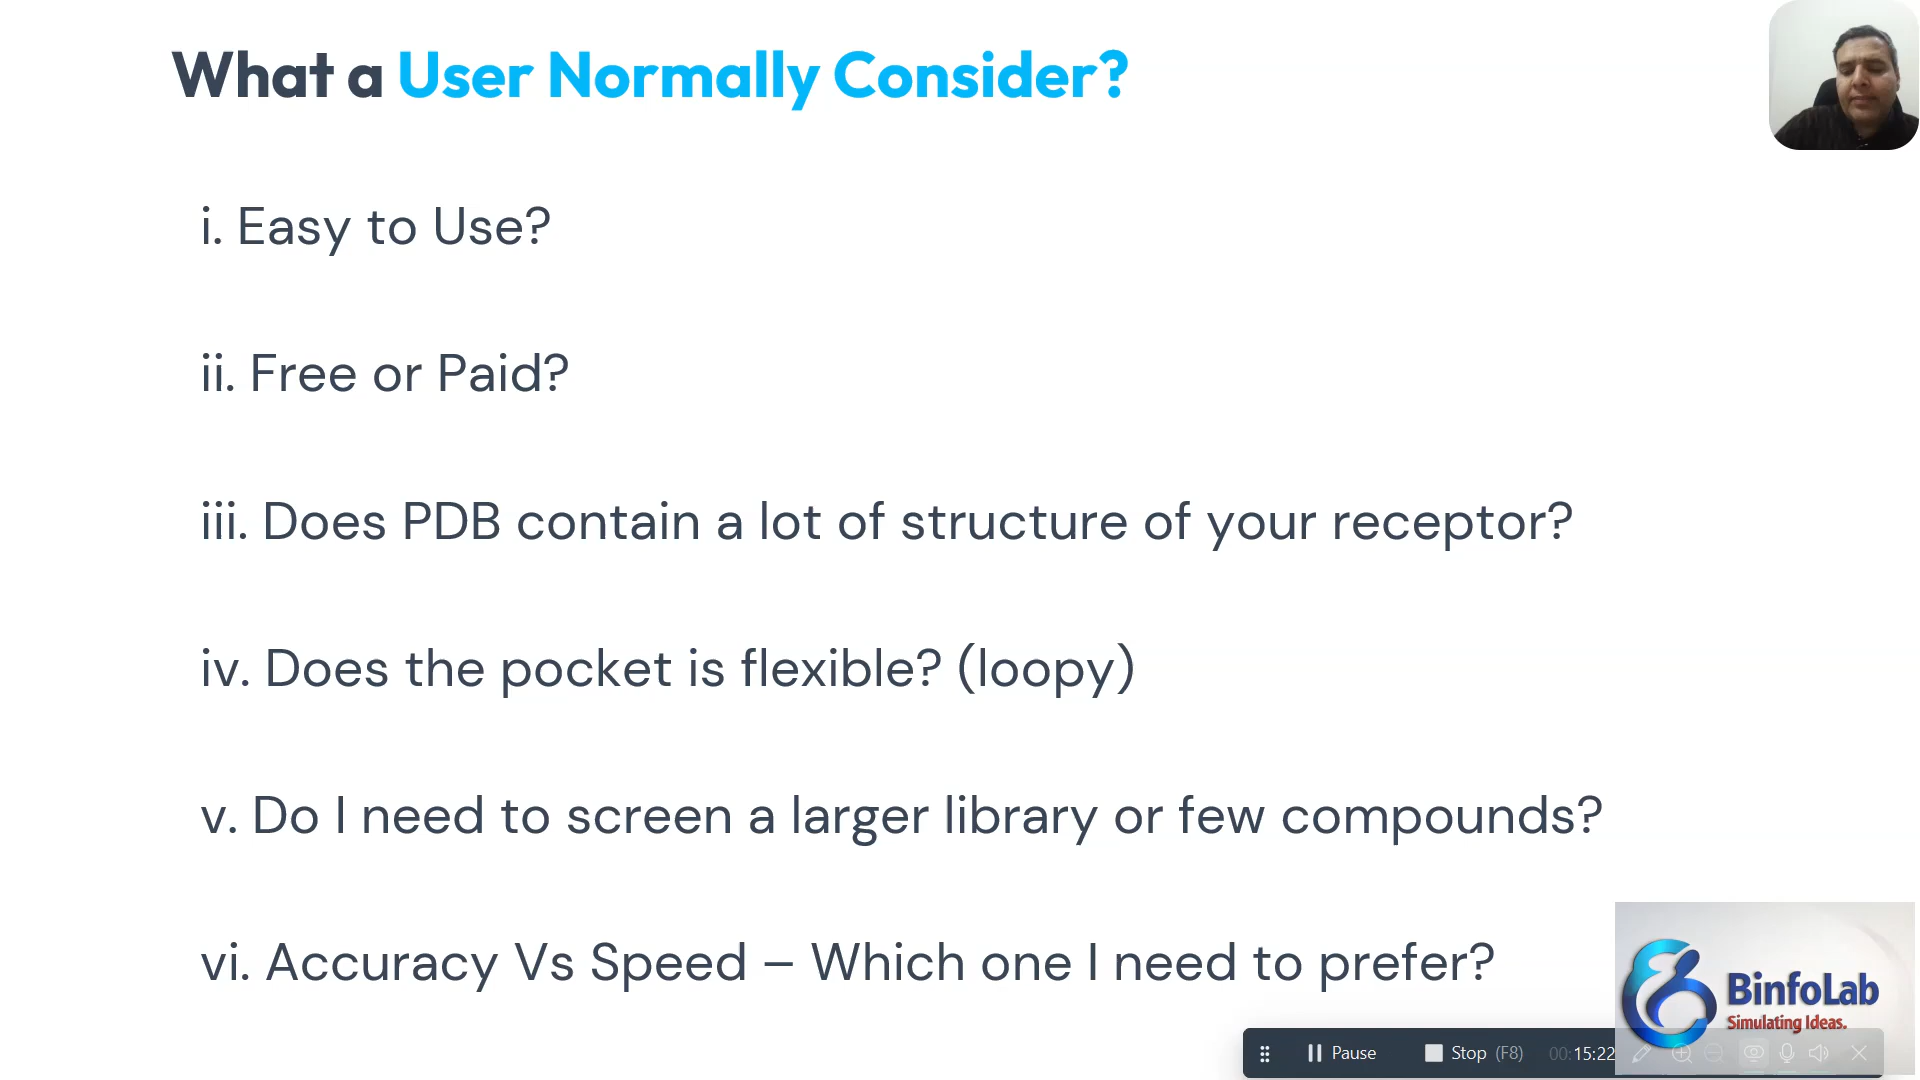 What a User Normally Consider?
i. Easy to Use?
ii. Free or Paid?
iii. Does PDB contain a lot of structure of your receptor?
iv. Does the pocket is flexible? (loopy)
v. Do I need to screen a larger library or few compounds?
vi. Accuracy Vs Speed – Which one I need to prefer?
BinfoLab
Simulating Ideas.
Pause Stop (F8) 00:15:22